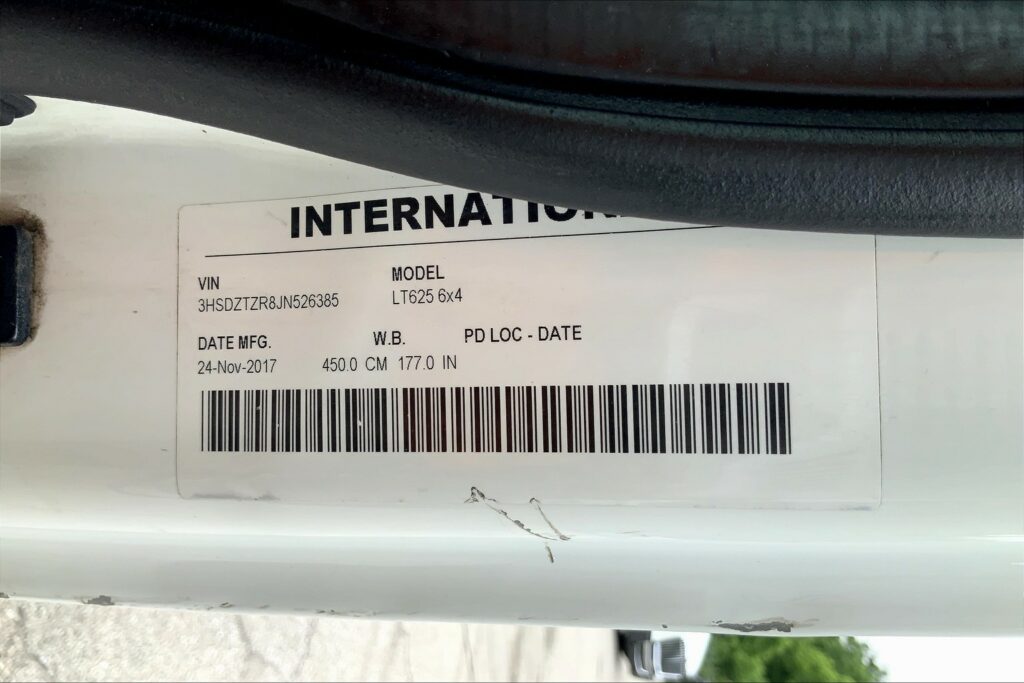 INTERNATION
VIN MODEL
3HSDZTZR8JN526385 LT625 6x4
DATE MFG. W.B. PD LOC - DATE
24-Nov-2017 450.0 CM 177.0 IN